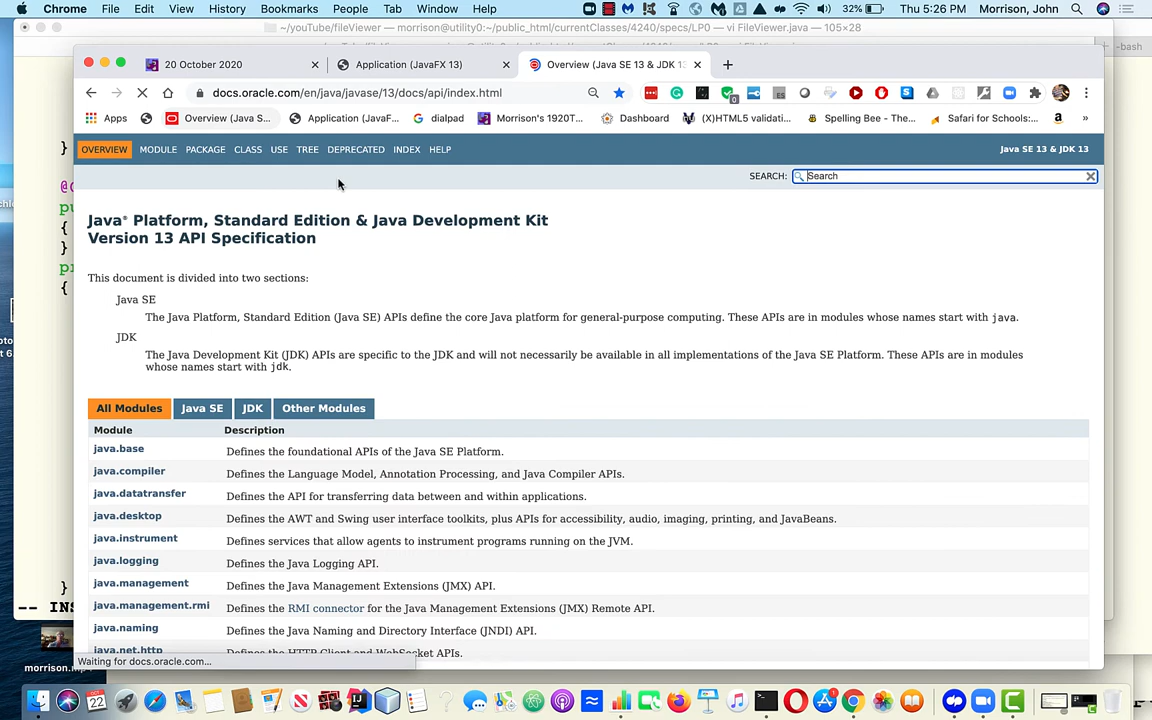 Chrome File Edit View History Bookmarks People Tab Window Help 32% Thu 5:26 PM Morrison, John
~/youTube/fileViewer — morrison@utility0:~/public_html/currentClasses/4240/specs/LP0 — vi FileViewer.java — 105×28
-bash
20 October 2020 Application (JavaFX 13) Overview (Java SE 13 & JDK 13
docs.oracle.com/en/java/javase/13/docs/api/index.html
Apps Overview (Java S... Application (JavaF... dialpad Morrison's 1920T... Dashboard (X)HTML5 validati... Spelling Bee - The... Safari for Schools:... »
OVERVIEW MODULE PACKAGE CLASS USE TREE DEPRECATED INDEX HELP Java SE 13 & JDK 13
SEARCH: Search
Java® Platform, Standard Edition & Java Development Kit
Version 13 API Specification
This document is divided into two sections:
Java SE
The Java Platform, Standard Edition (Java SE) APIs define the core Java platform for general-purpose computing. These APIs are in modules whose names start with java.
JDK
The Java Development Kit (JDK) APIs are specific to the JDK and will not necessarily be available in all implementations of the Java SE Platform. These APIs are in modules
whose names start with jdk.
All Modules Java SE JDK Other Modules
Module Description
java.base Defines the foundational APIs of the Java SE Platform.
java.compiler Defines the Language Model, Annotation Processing, and Java Compiler APIs.
java.datatransfer Defines the API for transferring data between and within applications.
java.desktop Defines the AWT and Swing user interface toolkits, plus APIs for accessibility, audio, imaging, printing, and JavaBeans.
java.instrument Defines services that allow agents to instrument programs running on the JVM.
java.logging Defines the Java Logging API.
java.management Defines the Java Management Extensions (JMX) API.
java.management.rmi Defines the RMI connector for the Java Management Extensions (JMX) Remote API.
java.naming Defines the Java Naming and Directory Interface (JNDI) API.
java.net.http Defines the HTTP Client and WebSocket APIs.
Waiting for docs.oracle.com...
-- INS
morrison.m